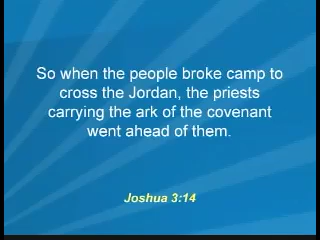 So when the people broke camp to
cross the Jordan, the priests
carrying the ark of the covenant
went ahead of them.
Joshua 3:14